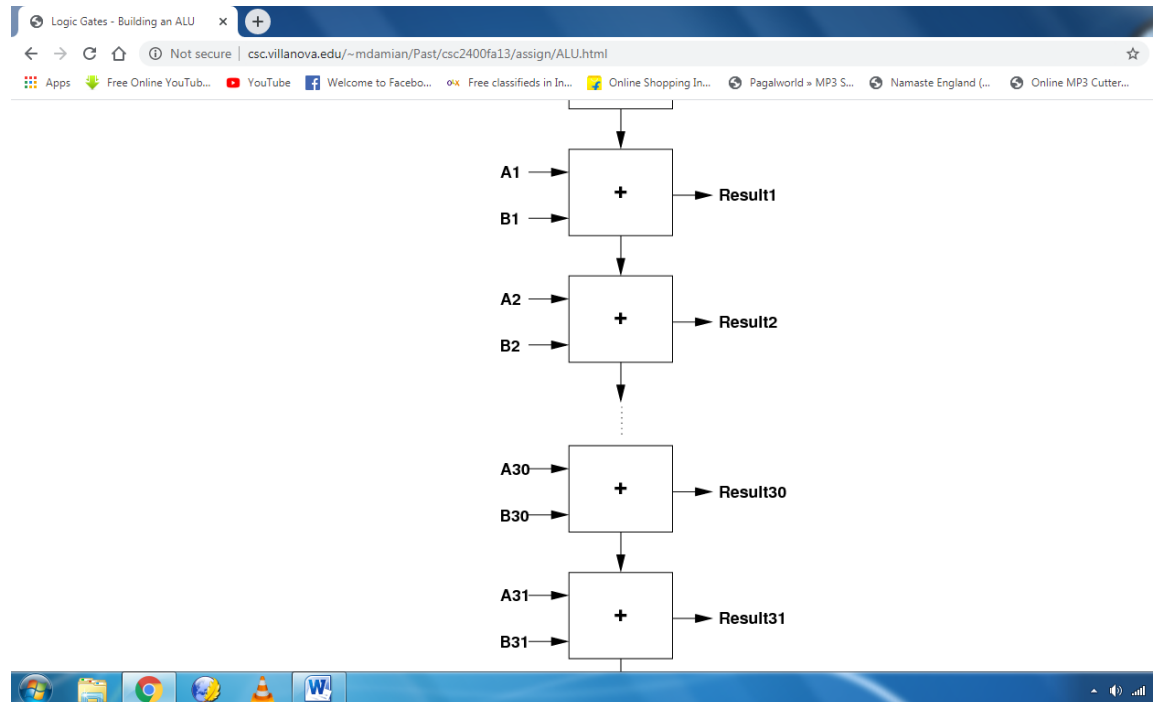 Logic Gates - Building an ALU
Not secure | csc.villanova.edu/~mdamian/Past/csc2400fa13/assign/ALU.html
Apps Free Online YouTub... YouTube Welcome to Facebo... OLX Free classifieds in In... Online Shopping In... Pagalworld » MP3 S... Namaste England (... Online MP3 Cutter...
A1
+
Result1
B1
A2
+
Result2
B2
A30
+
Result30
B30
A31
+
Result31
B31